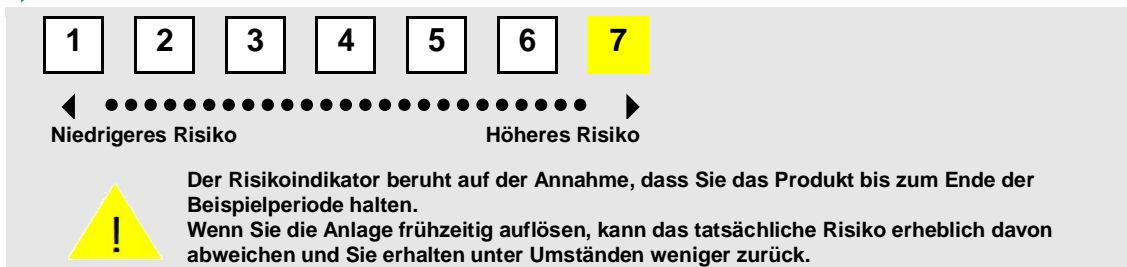 1 2 3 4 5 6 7
Niedrigeres Risiko Höheres Risiko
Der Risikoindikator beruht auf der Annahme, dass Sie das Produkt bis zum Ende der
Beispielperiode halten.
! Wenn Sie die Anlage frühzeitig auflösen, kann das tatsächliche Risiko erheblich davon
abweichen und Sie erhalten unter Umständen weniger zurück.